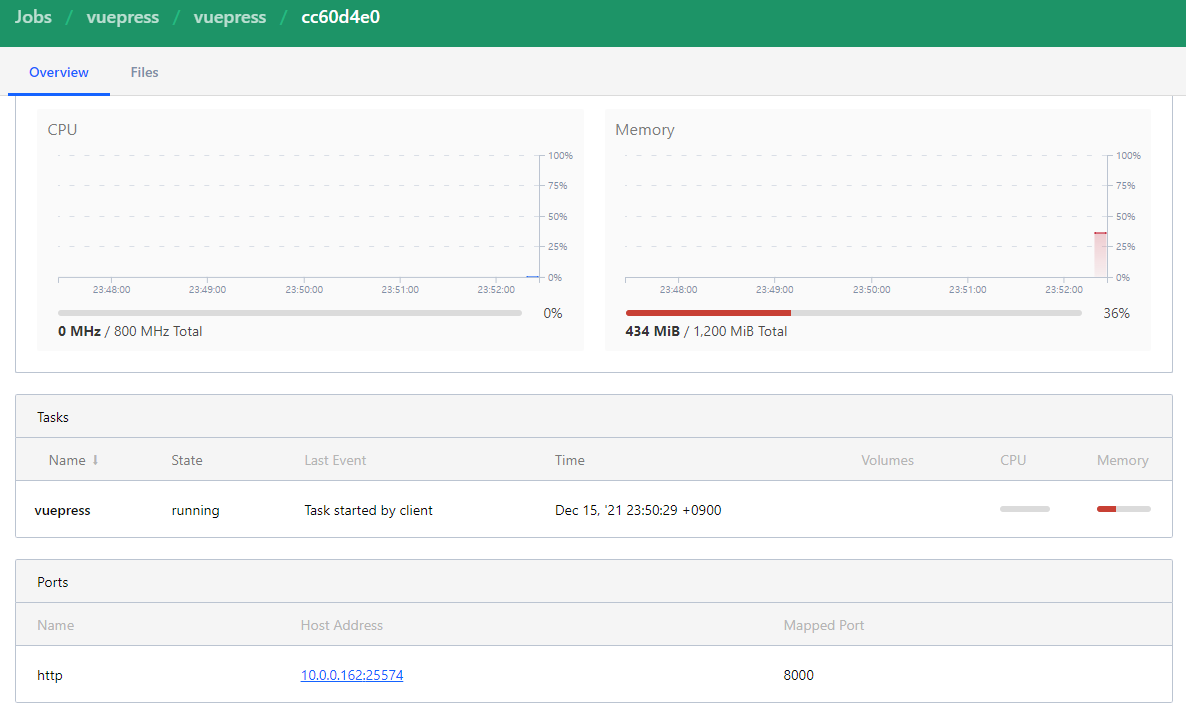 Jobs / vuepress / vuepress / cc60d4e0
Overview Files
CPU
100%
75%
50%
25%
0%
23:48:00 23:49:00 23:50:00 23:51:00 23:52:00
0%
0 MHz / 800 MHz Total
Memory
100%
75%
50%
25%
0%
23:48:00 23:49:00 23:50:00 23:51:00 23:52:00
36%
434 MiB / 1,200 MiB Total
Tasks
Name ↓ State Last Event Time Volumes CPU Memory
vuepress running Task started by client Dec 15, '21 23:50:29 +0900
Ports
Name Host Address Mapped Port
http 10.0.0.162:25574 8000